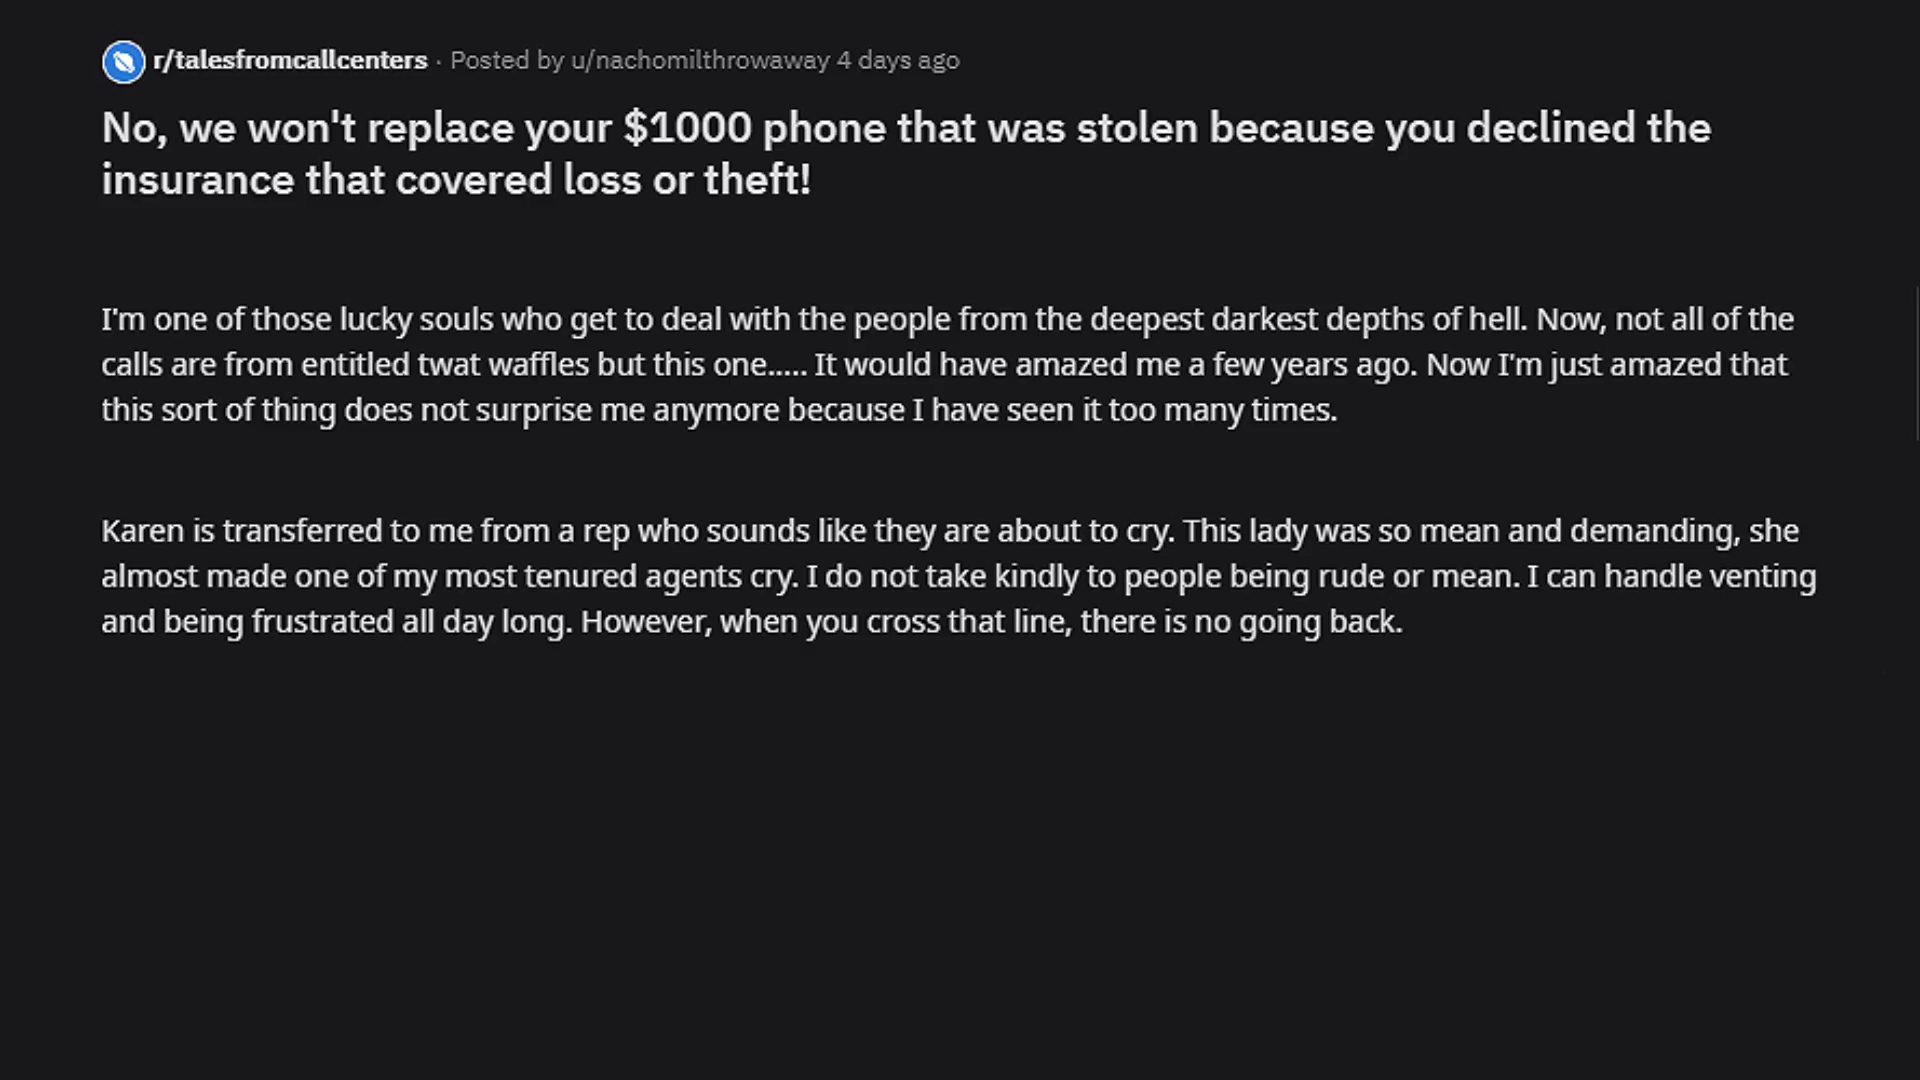 r/talesfromcallcenters · Posted by u/nachomilthrowaway 4 days ago
No, we won't replace your $1000 phone that was stolen because you declined the
insurance that covered loss or theft!
I'm one of those lucky souls who get to deal with the people from the deepest darkest depths of hell. Now, not all of the
calls are from entitled twat waffles but this one..... It would have amazed me a few years ago. Now I'm just amazed that
this sort of thing does not surprise me anymore because I have seen it too many times.
Karen is transferred to me from a rep who sounds like they are about to cry. This lady was so mean and demanding, she
almost made one of my most tenured agents cry. I do not take kindly to people being rude or mean. I can handle venting
and being frustrated all day long. However, when you cross that line, there is no going back.